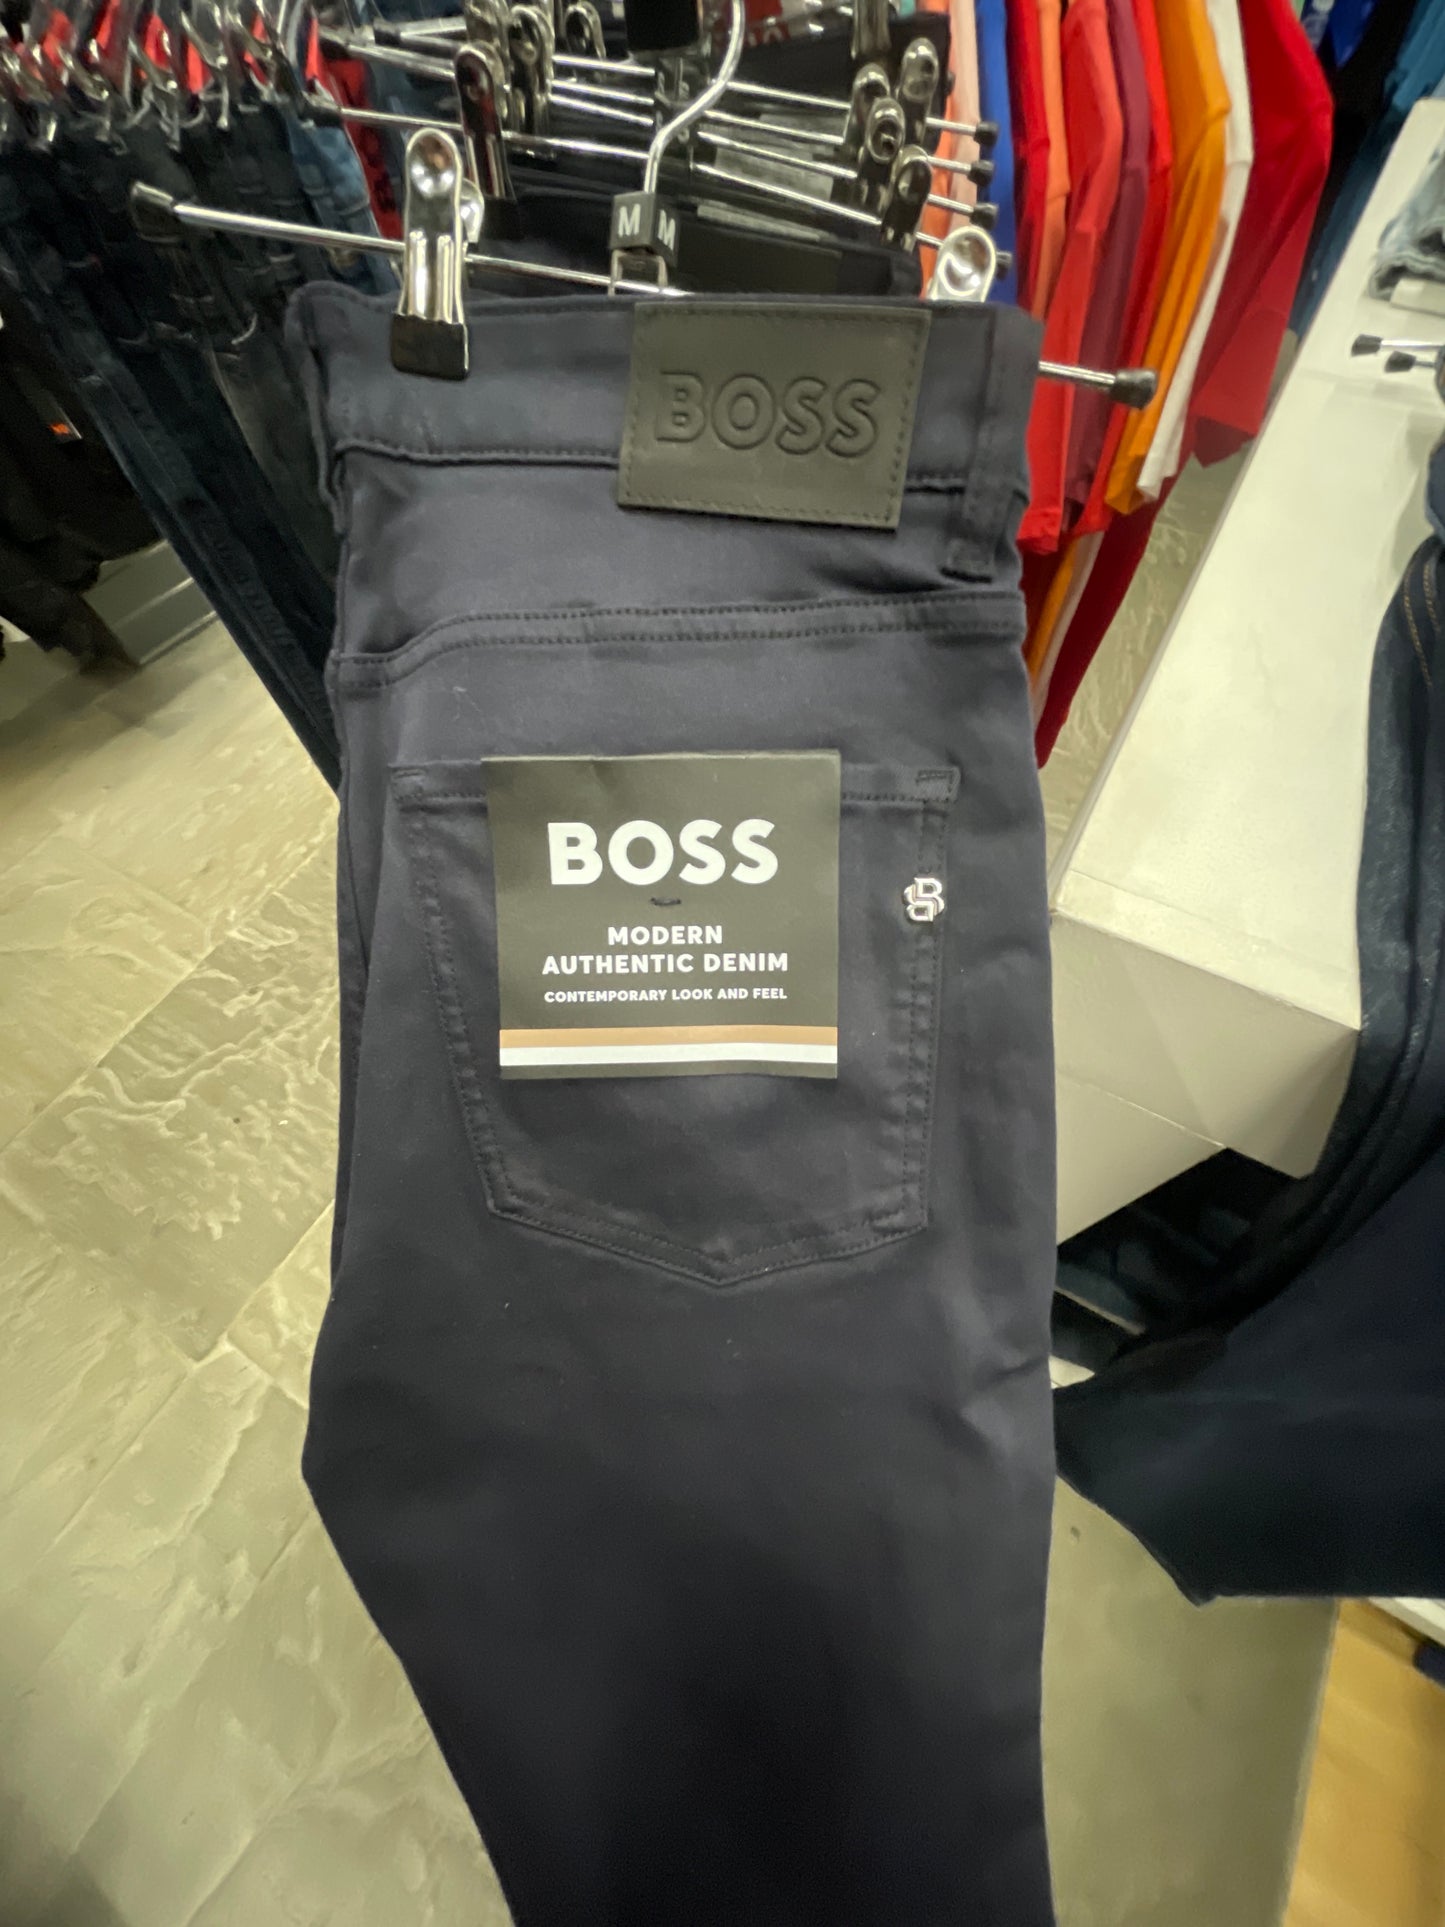 M M
BOSS
BOSS
MODERN
AUTHENTIC DENIM
CONTEMPORARY LOOK AND FEEL
B